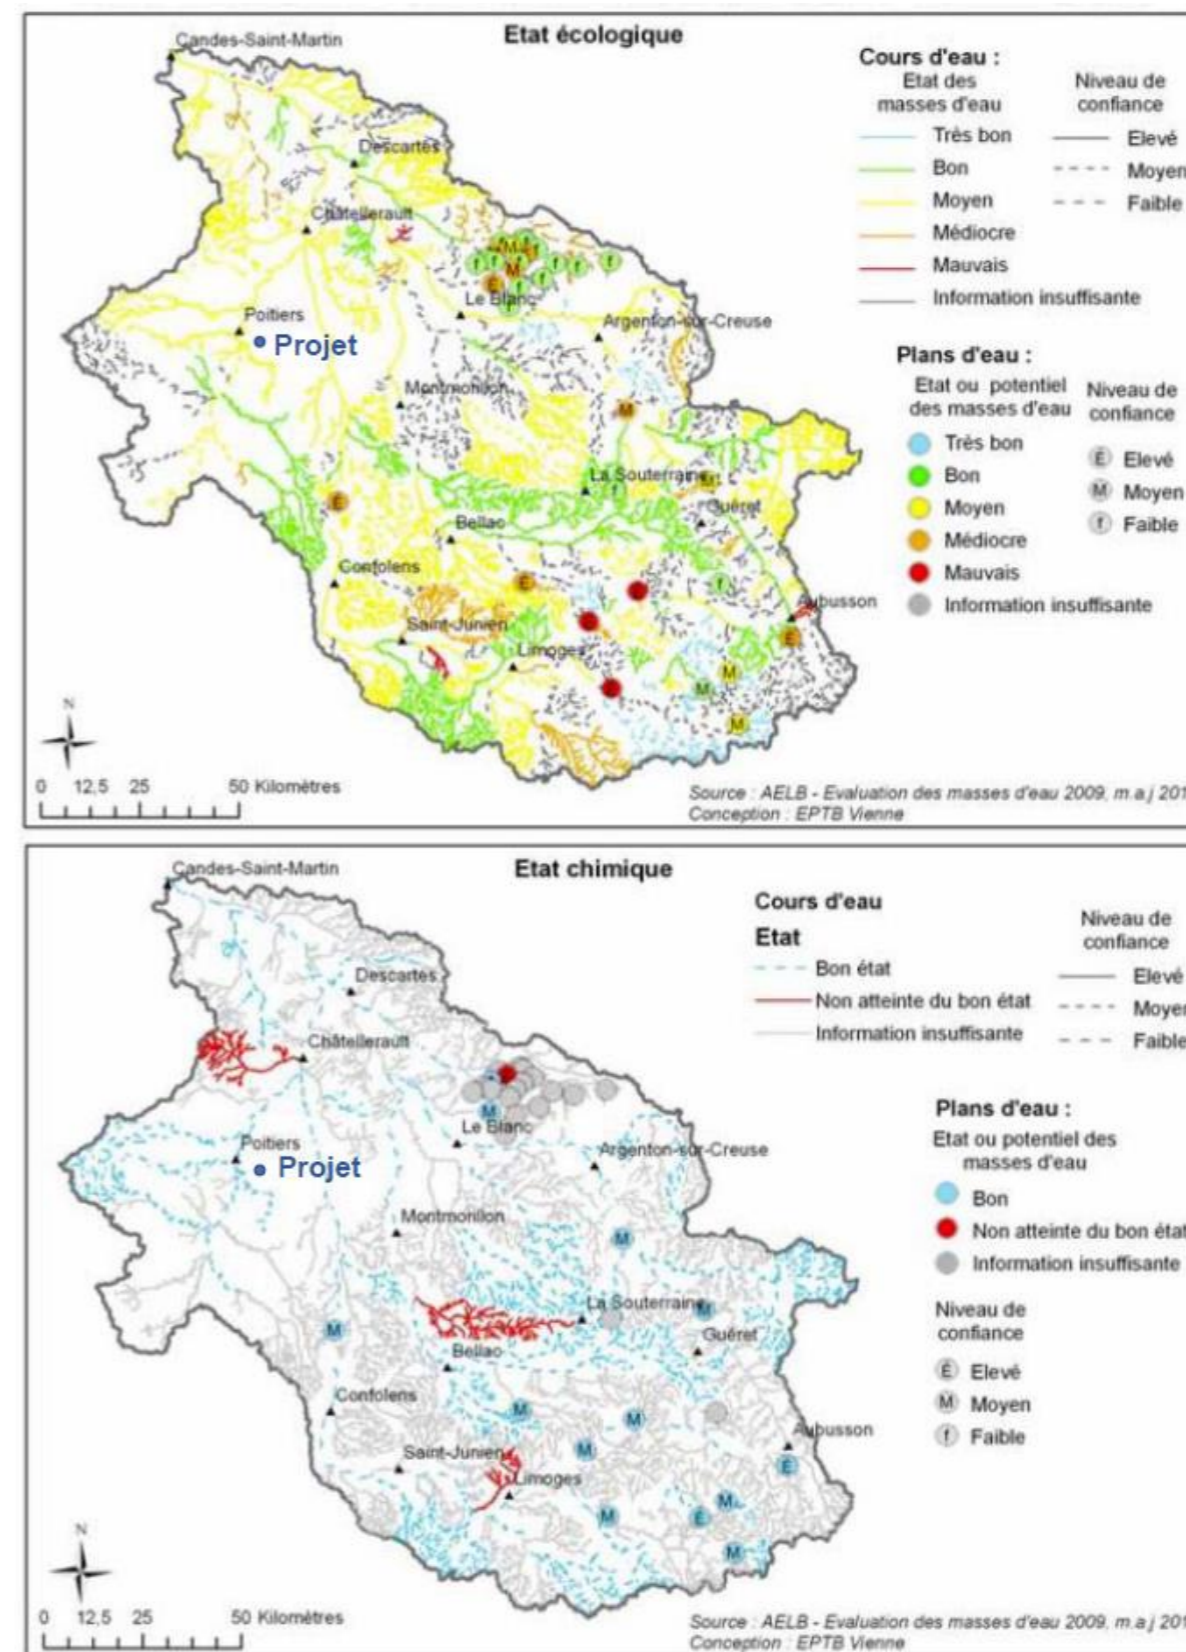 Etat écologique
Candes-Saint-Martin
Descartes
Châtellerault
Le Blanc
Poitiers
Projet
Argenton-sur-Creuse
Montmorillon
La Souterraine
Guéret
Bellac
Confolens
Aubusson
Saint-Junien
Limoges
Cours d'eau :
Etat des
masses d'eau
Niveau de
confiance
Très bon
Elevé
Bon
Moyen
Moyen
Faible
Médiocre
Mauvais
Information insuffisante
Plans d'eau :
Etat ou potentiel
des masses d'eau
Niveau de
confiance
Très bon
É Elevé
Bon
M Moyen
Moyen
f Faible
Médiocre
Mauvais
Information insuffisante
N
0 12,5 25 50 Kilomètres
Source : AELB - Evaluation des masses d'eau 2009, m.a.j 201
Conception : EPTB Vienne
Etat chimique
Candes-Saint-Martin
Descartes
Châtellerault
Le Blanc
Poitiers
Projet
Argenton-sur-Creuse
Montmorillon
La Souterraine
Guéret
Bellac
Confolens
Aubusson
Saint-Junien
Limoges
Cours d'eau
Etat
Niveau de
confiance
Bon état
Elevé
Non atteinte du bon état
Moyen
Information insuffisante
Faible
Plans d'eau :
Etat ou potentiel des
masses d'eau
Bon
Non atteinte du bon état
Information insuffisante
Niveau de
confiance
É Elevé
M Moyen
f Faible
N
0 12,5 25 50 Kilomètres
Source : AELB - Evaluation des masses d'eau 2009, m.a.j 201
Conception : EPTB Vienne